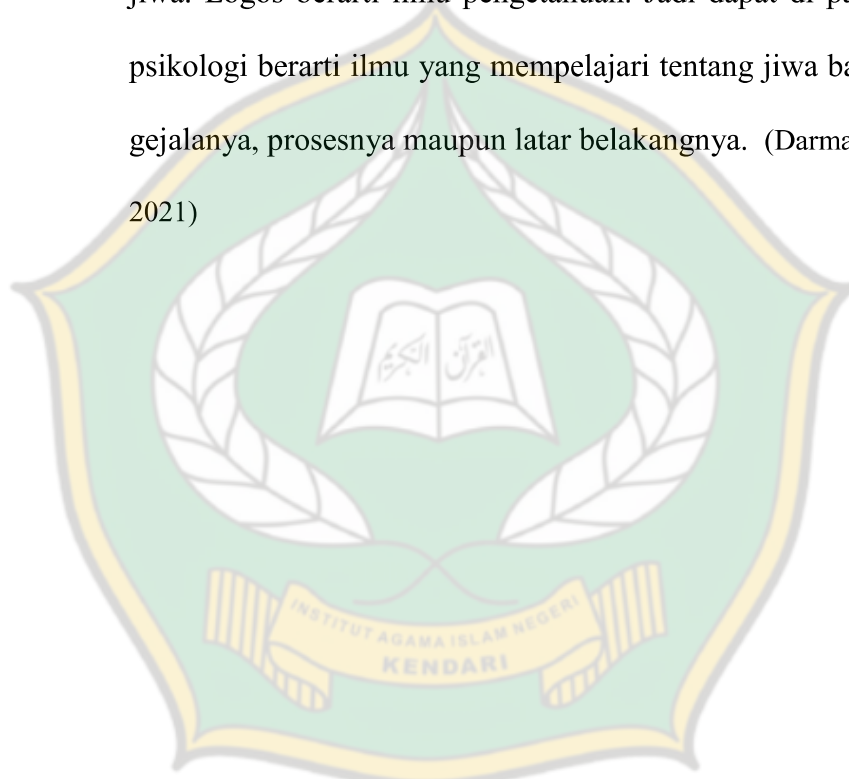 jiwa. Logos berarti ilmu pengetahuan. Jadi dapat di
psikologi berarti ilmu yang mempelajari tentang jiwa
gejalanya, prosesnya maupun latar belakangnya. (Darma
2021)
القرآن الكريم
INSTITUT AGAMA ISLAM NEGERI
KENDARI